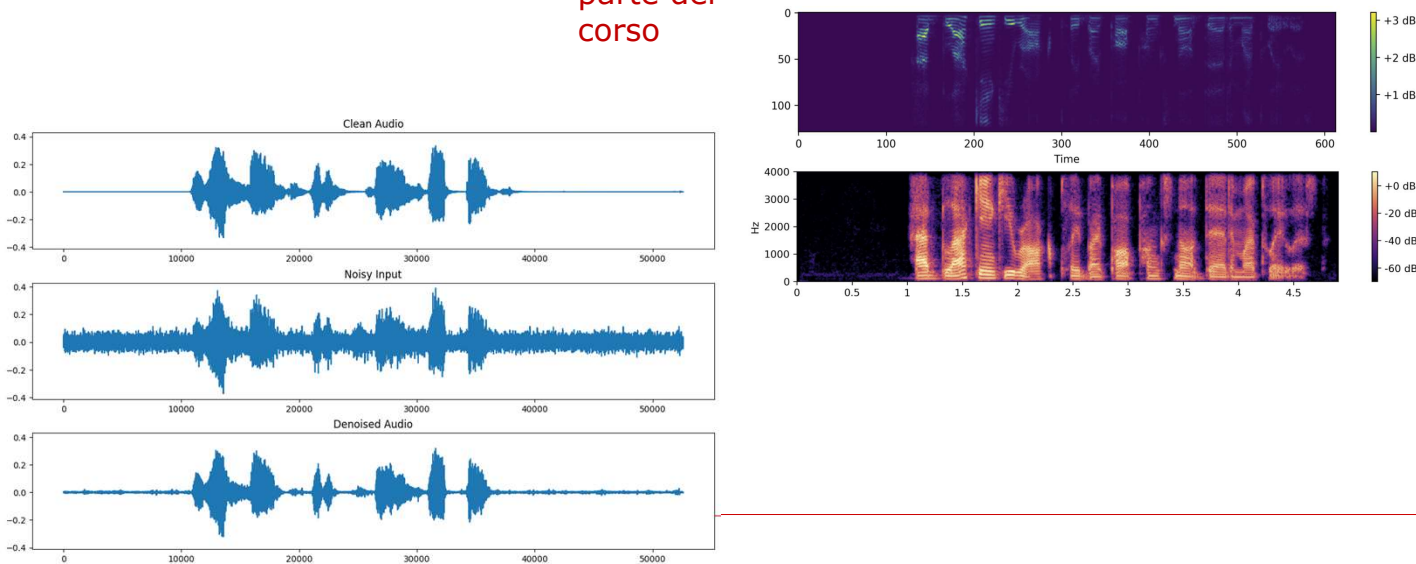 parte del
corso
Clean Audio
0.4
0.2
0.0
−0.2
−0.4
0 10000 20000 30000 40000 50000
Noisy Input
0.4
0.2
0.0
−0.2
−0.4
0 10000 20000 30000 40000 50000
Denoised Audio
0.4
0.2
0.0
−0.2
−0.4
0 10000 20000 30000 40000 50000
0
50
100
0 100 200 300 400 500 600
Time
+3 dB
+2 dB
+1 dB
4000
3000
2000
1000
0
Hz
0 0.5 1 1.5 2 2.5 3 3.5 4 4.5
+0 dB
-20 dB
-40 dB
-60 dB